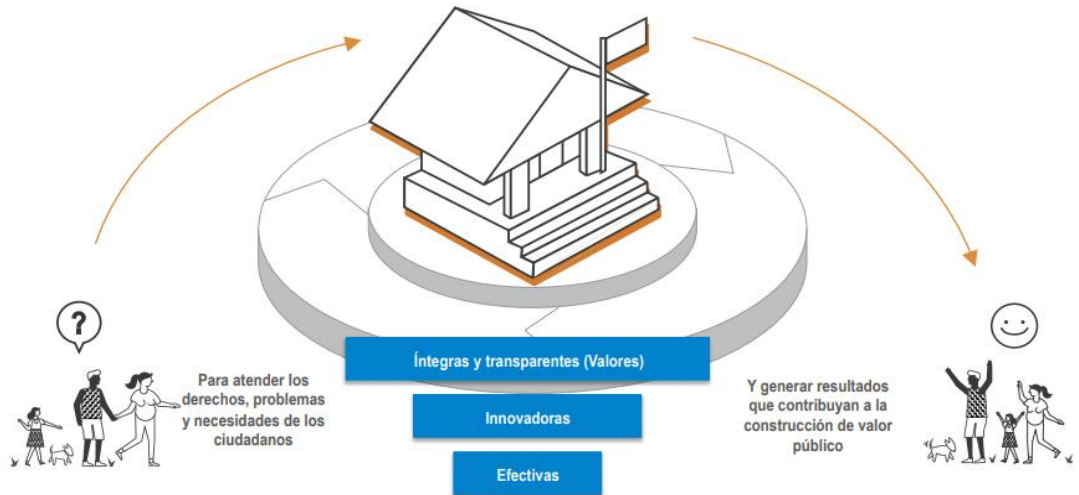 ?
Para atender los
derechos, problemas
y necesidades de los
ciudadanos
Íntegras y transparentes (Valores)
Innovadoras
Efectivas
Y generar resultados
que contribuyan a la
construcción de valor
público